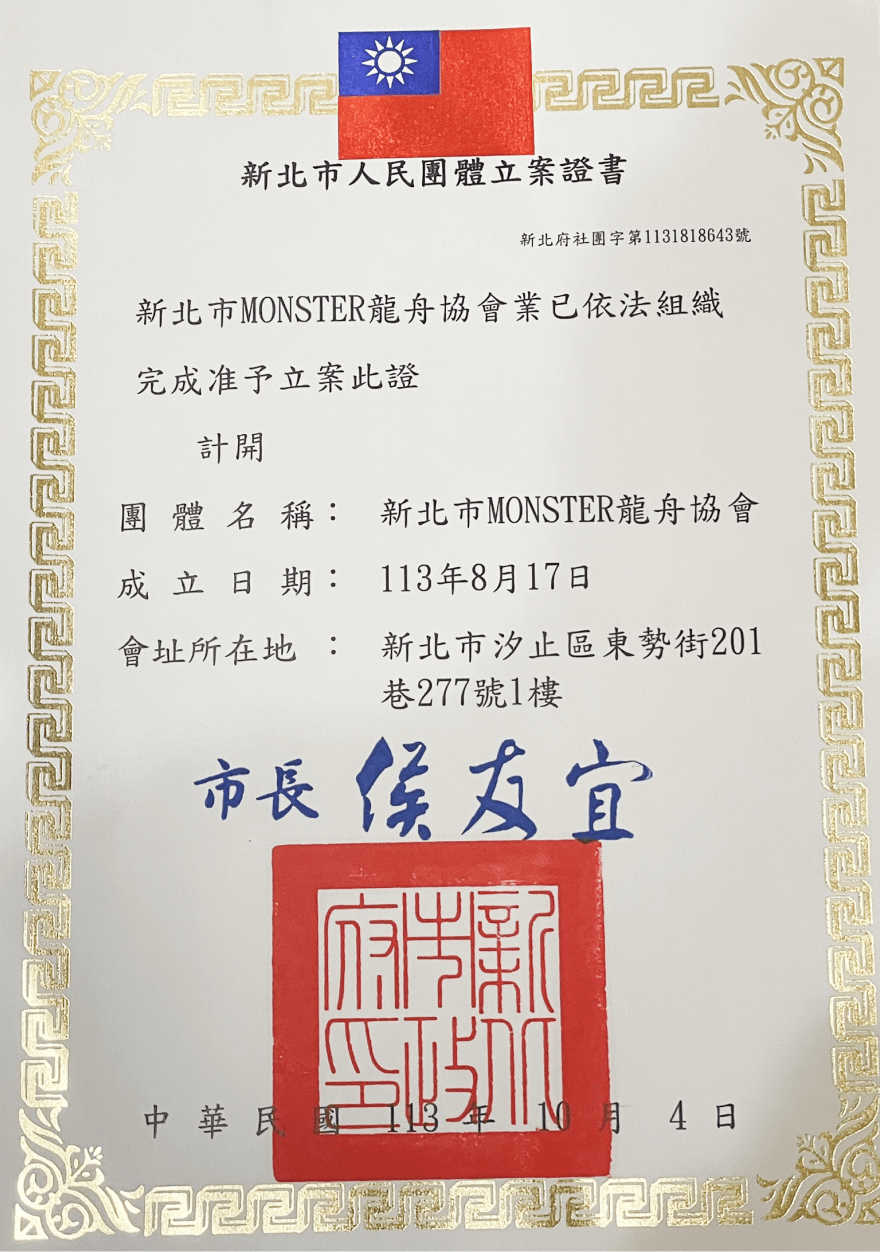 新北市人民團體立案證書
新北府社團字第1131818643號
新北市MONSTER龍舟協會業已依法組織
完成准予立案此證
計開
團體名稱：新北市MONSTER龍舟協會
成立日期：113年8月17日
會址所在地：新北市汐止區東勢街201
巷277號1樓
市長 侯友宜
新北市政府印
中華民國113年10月4日